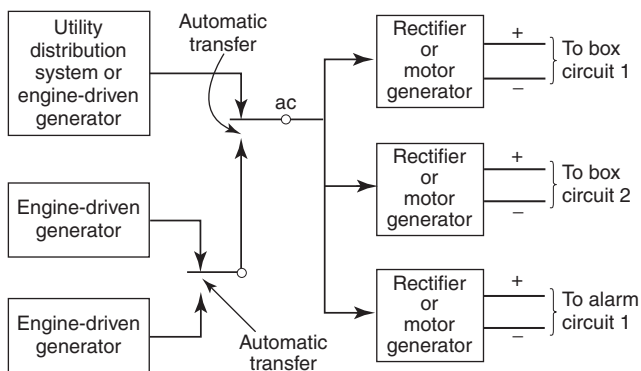 Utility
distribution
system or
engine-driven
generator
Automatic
transfer
ac
Rectifier
or
motor
generator
+
−
To box
circuit 1
Rectifier
or
motor
generator
+
−
To box
circuit 2
Engine-driven
generator
Engine-driven
generator
Automatic
transfer
Rectifier
or
motor
generator
+
−
To alarm
circuit 1